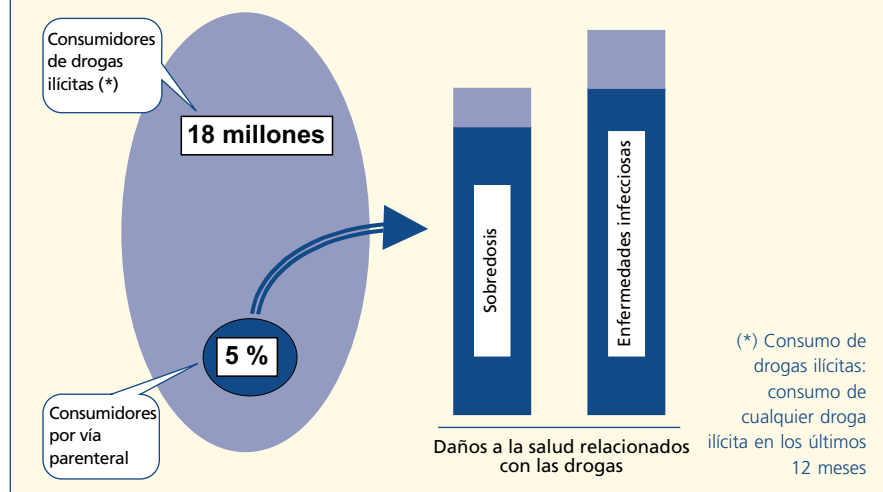 Consumidores
de drogas
ilícitas (*)
18 millones
5 %
Consumidores
por vía
parenteral
Sobredosis
Enfermedades infecciosas
Daños a la salud relacionados
con las drogas
(*) Consumo de
drogas ilícitas:
consumo de
cualquier droga
ilícita en los últimos
12 meses